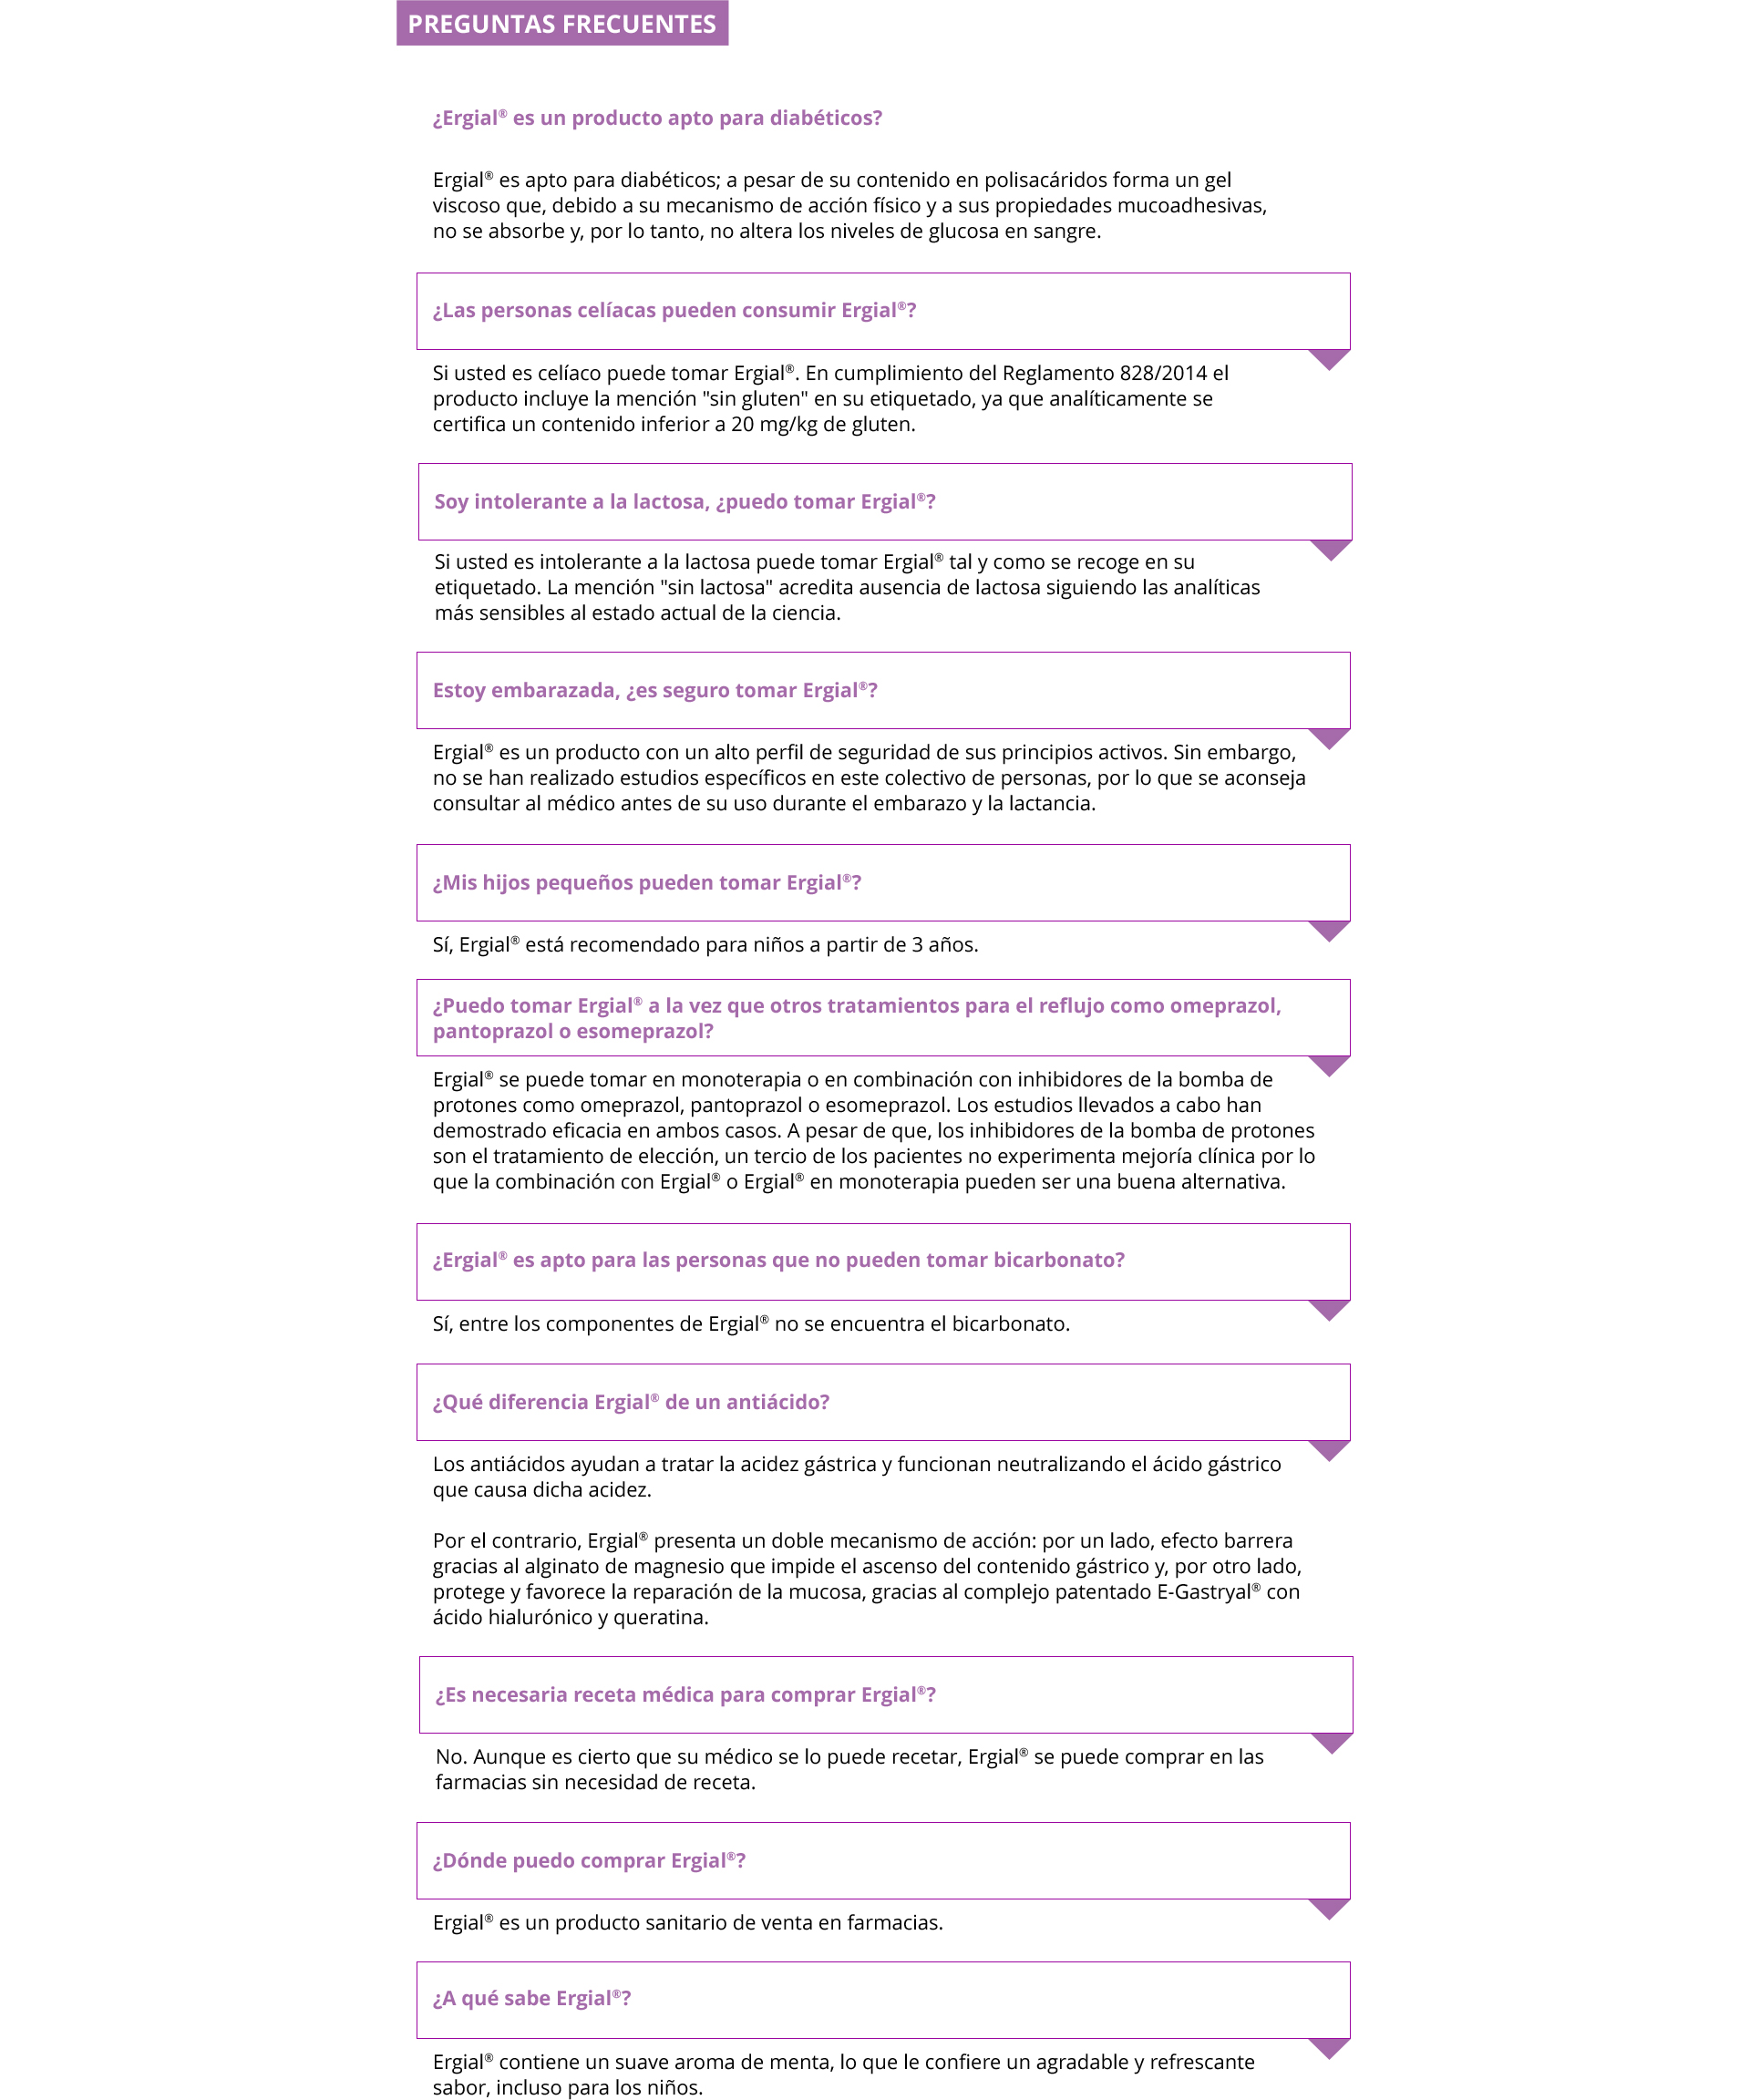 PREGUNTAS FRECUENTES
¿Ergial® es un producto apto para diabéticos?
Ergial® es apto para diabéticos; a pesar de su contenido en polisacáridos forma un gel
viscoso que, debido a su mecanismo de acción físico y a sus propiedades mucoadhesivas,
no se absorbe y, por lo tanto, no altera los niveles de glucosa en sangre.
¿Las personas celíacas pueden consumir Ergial®?
Si usted es celíaco puede tomar Ergial®. En cumplimiento del Reglamento 828/2014 el
producto incluye la mención "sin gluten" en su etiquetado, ya que analíticamente se
certifica un contenido inferior a 20 mg/kg de gluten.
Soy intolerante a la lactosa, ¿puedo tomar Ergial®?
Si usted es intolerante a la lactosa puede tomar Ergial® tal y como se recoge en su
etiquetado. La mención "sin lactosa" acredita ausencia de lactosa siguiendo las analíticas
más sensibles al estado actual de la ciencia.
Estoy embarazada, ¿es seguro tomar Ergial®?
Ergial® es un producto con un alto perfil de seguridad de sus principios activos. Sin embargo,
no se han realizado estudios específicos en este colectivo de personas, por lo que se aconseja
consultar al médico antes de su uso durante el embarazo y la lactancia.
¿Mis hijos pequeños pueden tomar Ergial®?
Sí, Ergial® está recomendado para niños a partir de 3 años.
¿Puedo tomar Ergial® a la vez que otros tratamientos para el reflujo como omeprazol,
pantoprazol o esomeprazol?
Ergial® se puede tomar en monoterapia o en combinación con inhibidores de la bomba de
protones como omeprazol, pantoprazol o esomeprazol. Los estudios llevados a cabo han
demostrado eficacia en ambos casos. A pesar de que, los inhibidores de la bomba de protones
son el tratamiento de elección, un tercio de los pacientes no experimenta mejoría clínica por lo
que la combinación con Ergial® o Ergial® en monoterapia pueden ser una buena alternativa.
¿Ergial® es apto para las personas que no pueden tomar bicarbonato?
Sí, entre los componentes de Ergial® no se encuentra el bicarbonato.
¿Qué diferencia Ergial® de un antiácido?
Los antiácidos ayudan a tratar la acidez gástrica y funcionan neutralizando el ácido gástrico
que causa dicha acidez.
Por el contrario, Ergial® presenta un doble mecanismo de acción: por un lado, efecto barrera
gracias al alginato de magnesio que impide el ascenso del contenido gástrico y, por otro lado,
protege y favorece la reparación de la mucosa, gracias al complejo patentado E-Gastryal® con
ácido hialurónico y queratina.
¿Es necesaria receta médica para comprar Ergial®?
No. Aunque es cierto que su médico se lo puede recetar, Ergial® se puede comprar en las
farmacias sin necesidad de receta.
¿Dónde puedo comprar Ergial®?
Ergial® es un producto sanitario de venta en farmacias.
¿A qué sabe Ergial®?
Ergial® contiene un suave aroma de menta, lo que le confiere un agradable y refrescante
sabor, incluso para los niños.